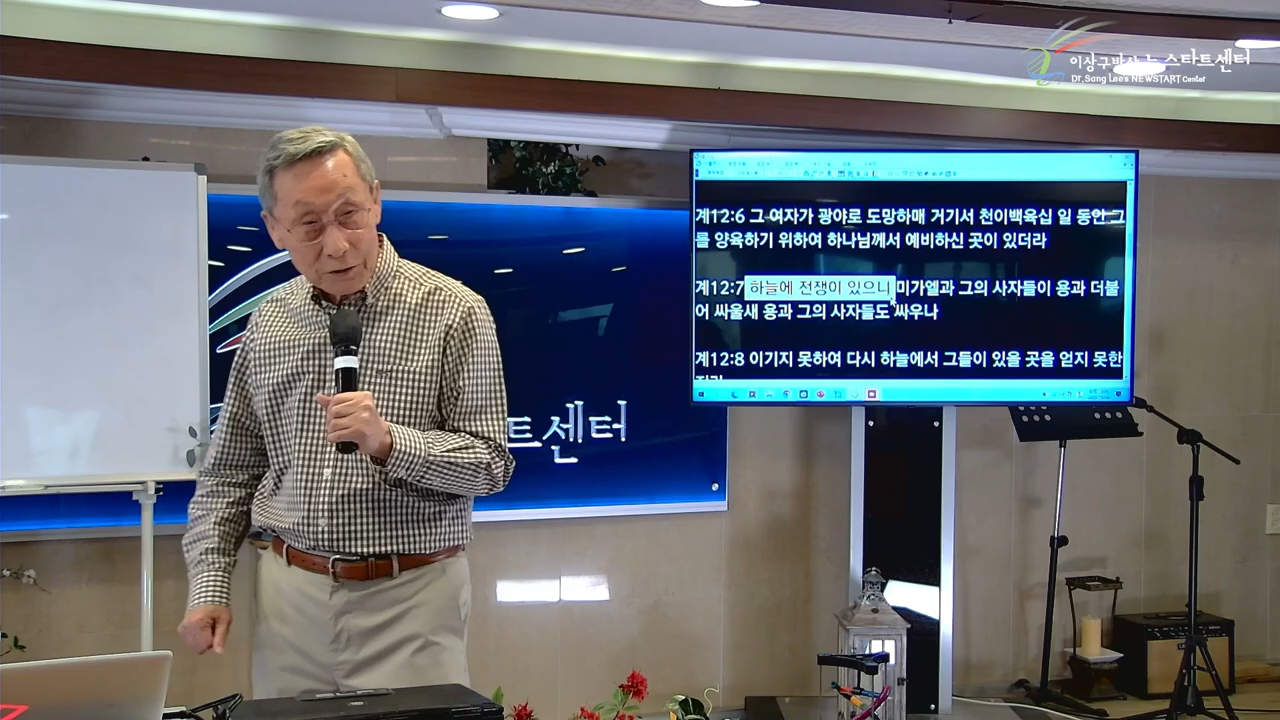 이상구박사 뉴스타트센터
Dr.Sang Lee's NEWSTART Center
계12:6 그 여자가 광야로 도망하매 거기서 천이백육십 일 동안 그
를 양육하기 위하여 하나님께서 예비하신 곳이 있더라
계12:7 하늘에 전쟁이 있으니 미가엘과 그의 사자들이 용과 더불
어 싸울새 용과 그의 사자들도 싸우나
계12:8 이기지 못하여 다시 하늘에서 그들이 있을 곳을 얻지 못한
트센터